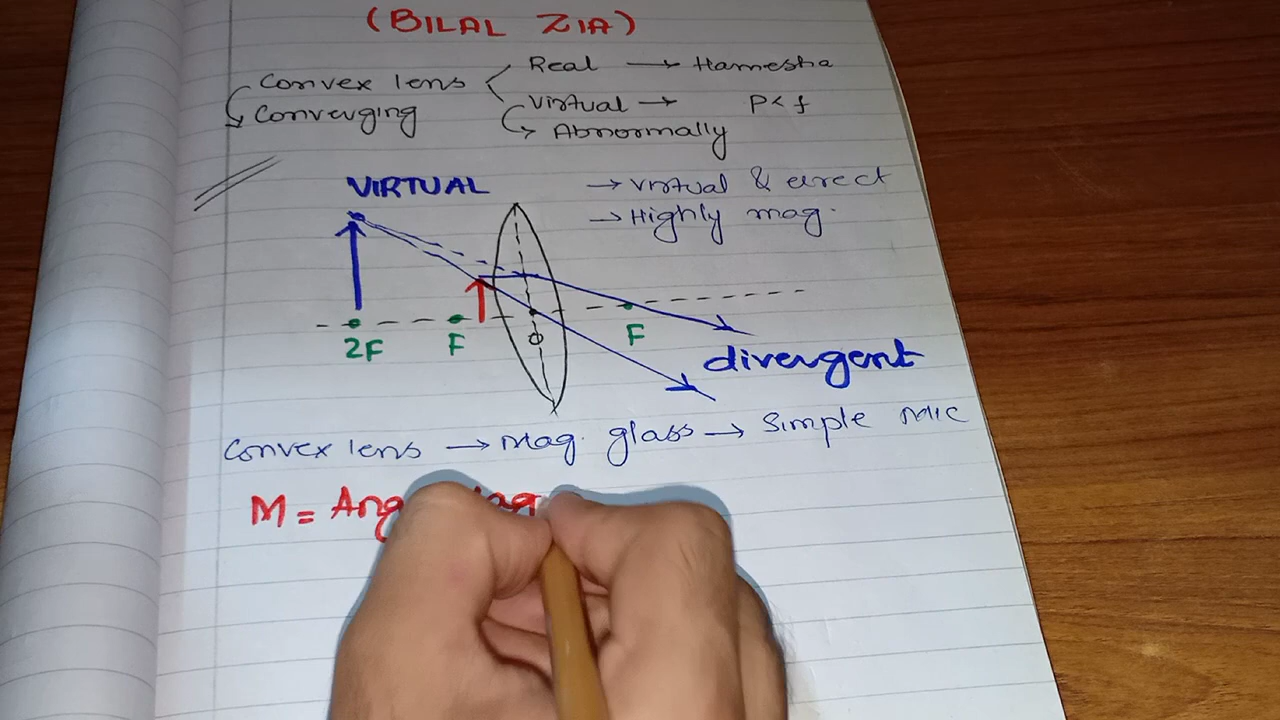 (BILAL ZIA)
Convex lens
Converging
Real → Hamesha
Virtual → P < f
→ Abnormally
VIRTUAL
→ Virtual & erect
→ Highly mag.
2F
F
F
divergent
Convex lens → Mag. glass → Simple Mic
M =